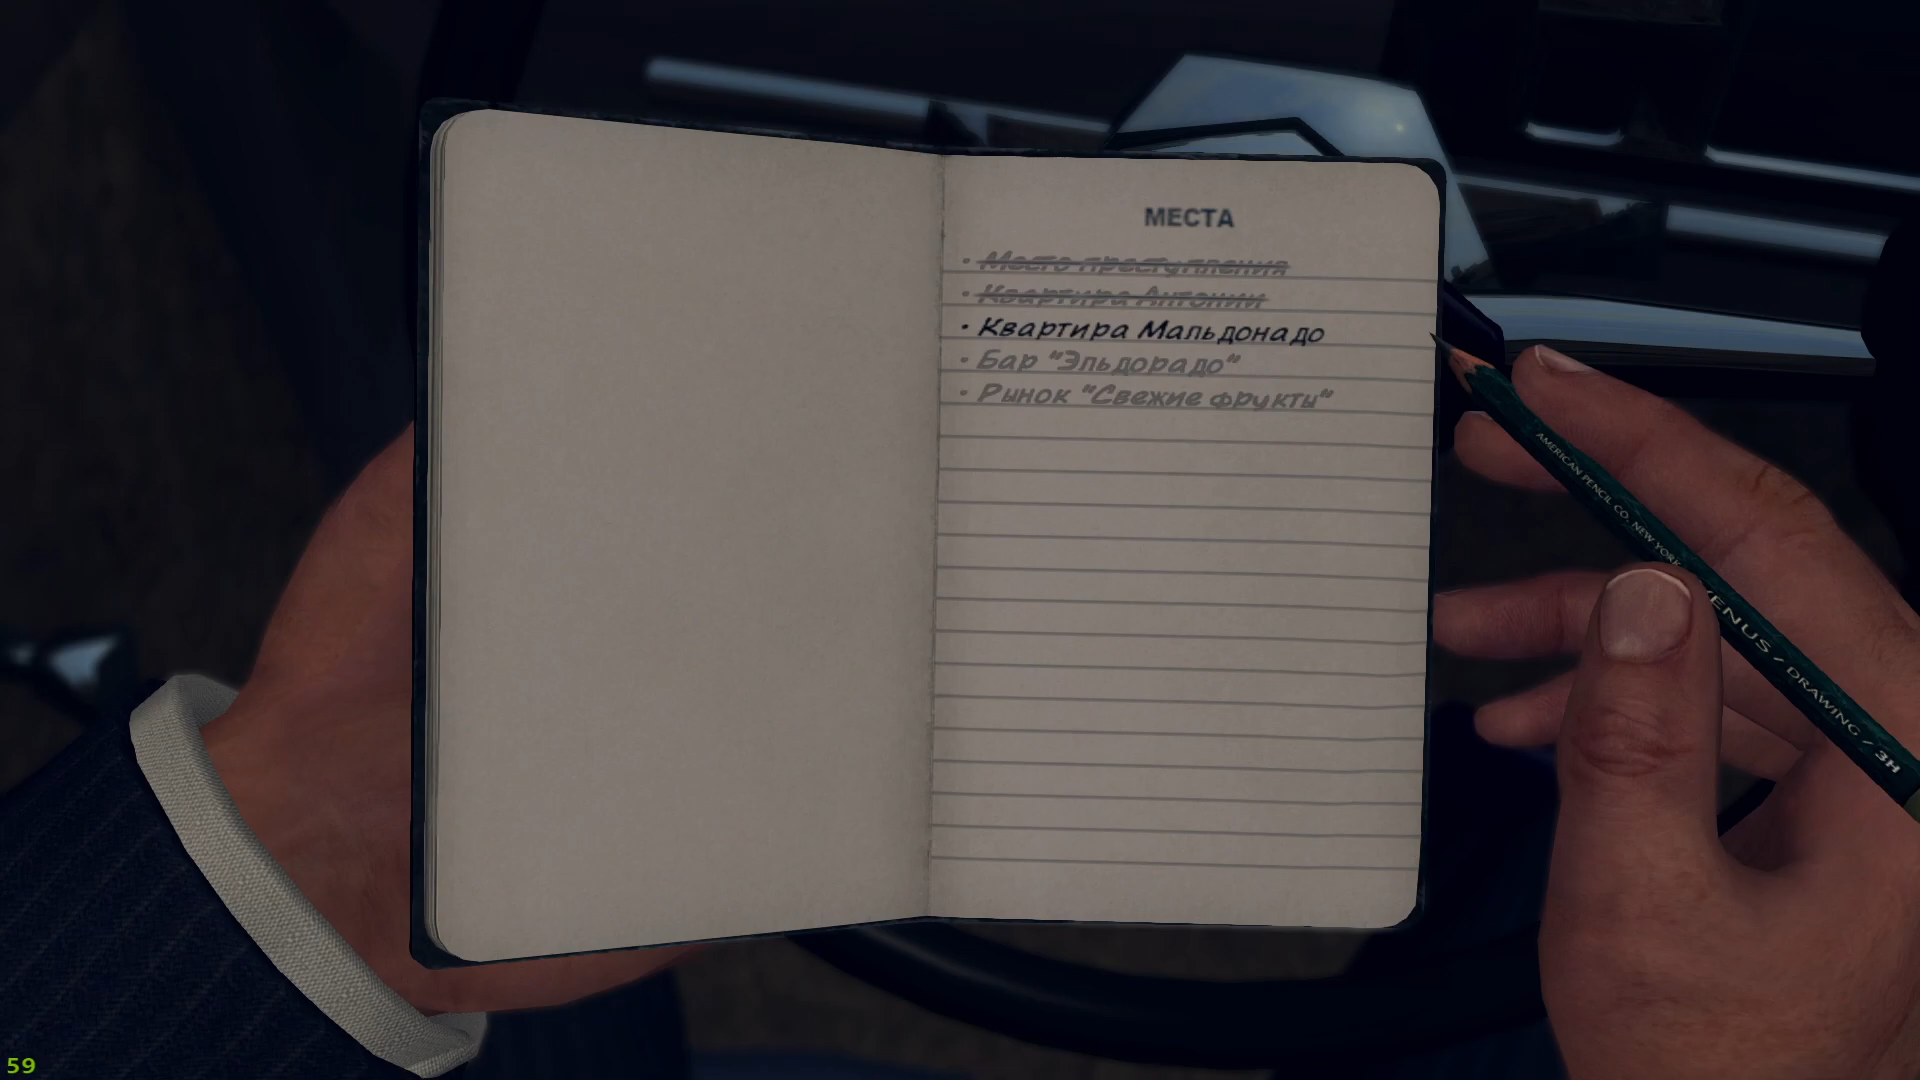 МЕСТА
· Место преступления
· Квартира Антонии
· Квартира Мальдонадо
· Бар "Эльдорадо"
· Рынок "Свежие фрукты"
AMERICAN PENCIL CO. NEW YORK
VENUS / DRAWING / 3H
59